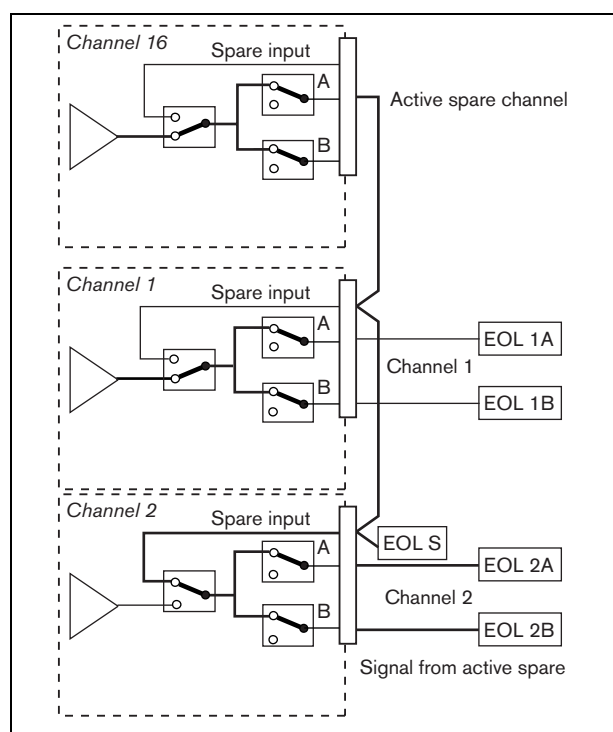 Channel 16
Spare input
A
Active spare channel
B
Channel 1
Spare input
A
EOL 1A
Channel 1
B
EOL 1B
Channel 2
Spare input
EOL S
A
EOL 2A
Channel 2
B
EOL 2B
Signal from active spare